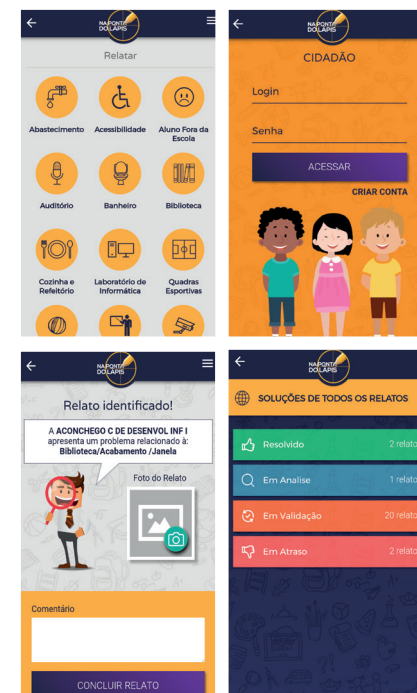 NA PONTA
DO LÁPIS
Relatar
Abastecimento
Acessibilidade
Aluno Fora da
Escola
Auditório
Banheiro
Biblioteca
Cozinha e
Refeitório
Laboratório de
Informática
Quadras
Esportivas
NA PONTA
DO LÁPIS
CIDADÃO
Login
Senha
ACESSAR
CRIAR CONTA
NA PONTA
DO LÁPIS
Relato identificado!
A ACONCHEGO C DE DESENVOL INF I
apresenta um problema relacionado à:
Biblioteca/Acabamento /Janela
Foto do Relato
Comentário
CONCLUIR RELATO
NA PONTA
DO LÁPIS
SOLUÇÕES DE TODOS OS RELATOS
Resolvido 2 relato
Em Analise 1 relato
Em Validação 20 relato
Em Atraso 2 relato